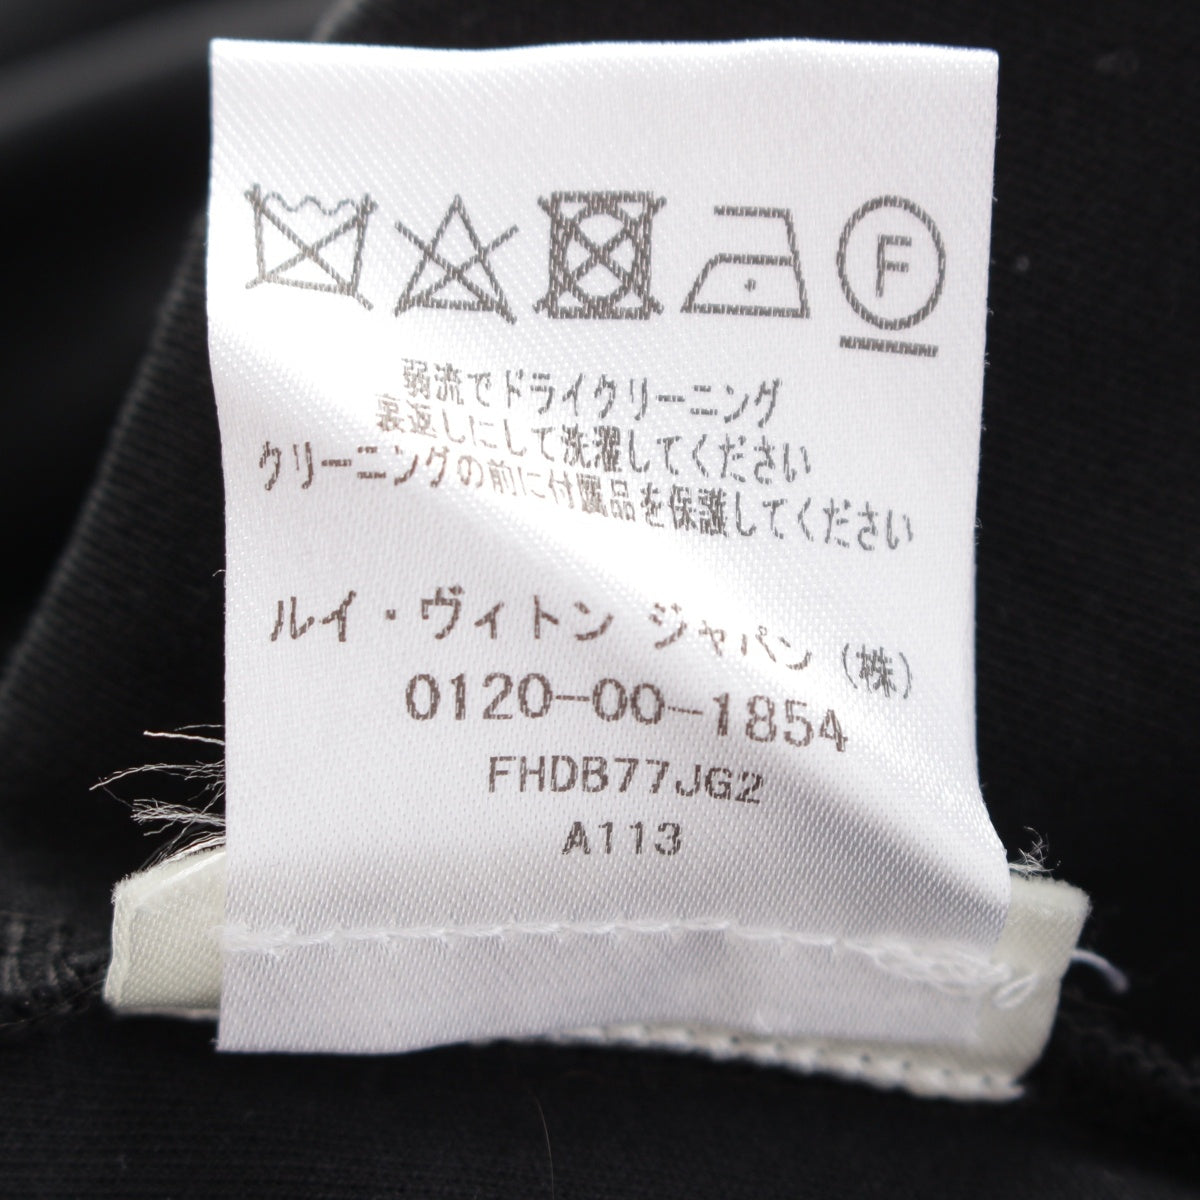 F
弱流でドライクリーニング
裏返しにして洗濯してください
クリーニングの前に付属品を保護してください
ルイ・ヴィトン ジャパン (株)
0120-00-1854
FHDB77JG2
A113